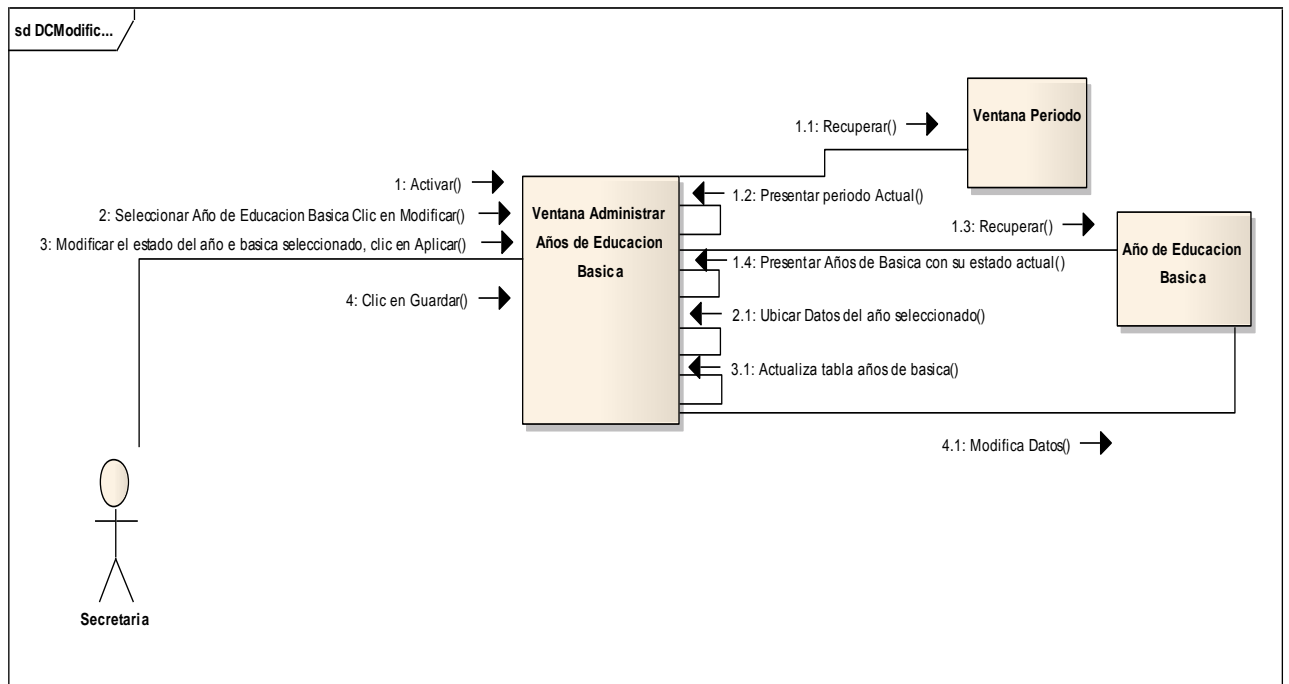 sd DCModific...
Ventana Periodo
1.1: Recuperar()
1: Activar()
1.2: Presentar periodo Actual()
2: Seleccionar Año de Educacion Basica Clic en Modificar()
Ventana Administrar
Años de Educacion
Basica
1.3: Recuperar()
3: Modificar el estado del año e basica seleccionado, clic en Aplicar()
Año de Educacion
Basica
1.4: Presentar Años de Basica con su estado actual()
4: Clic en Guardar()
2.1: Ubicar Datos del año seleccionado()
3.1: Actualiza tabla años de basica()
4.1: Modifica Datos()
Secretaria